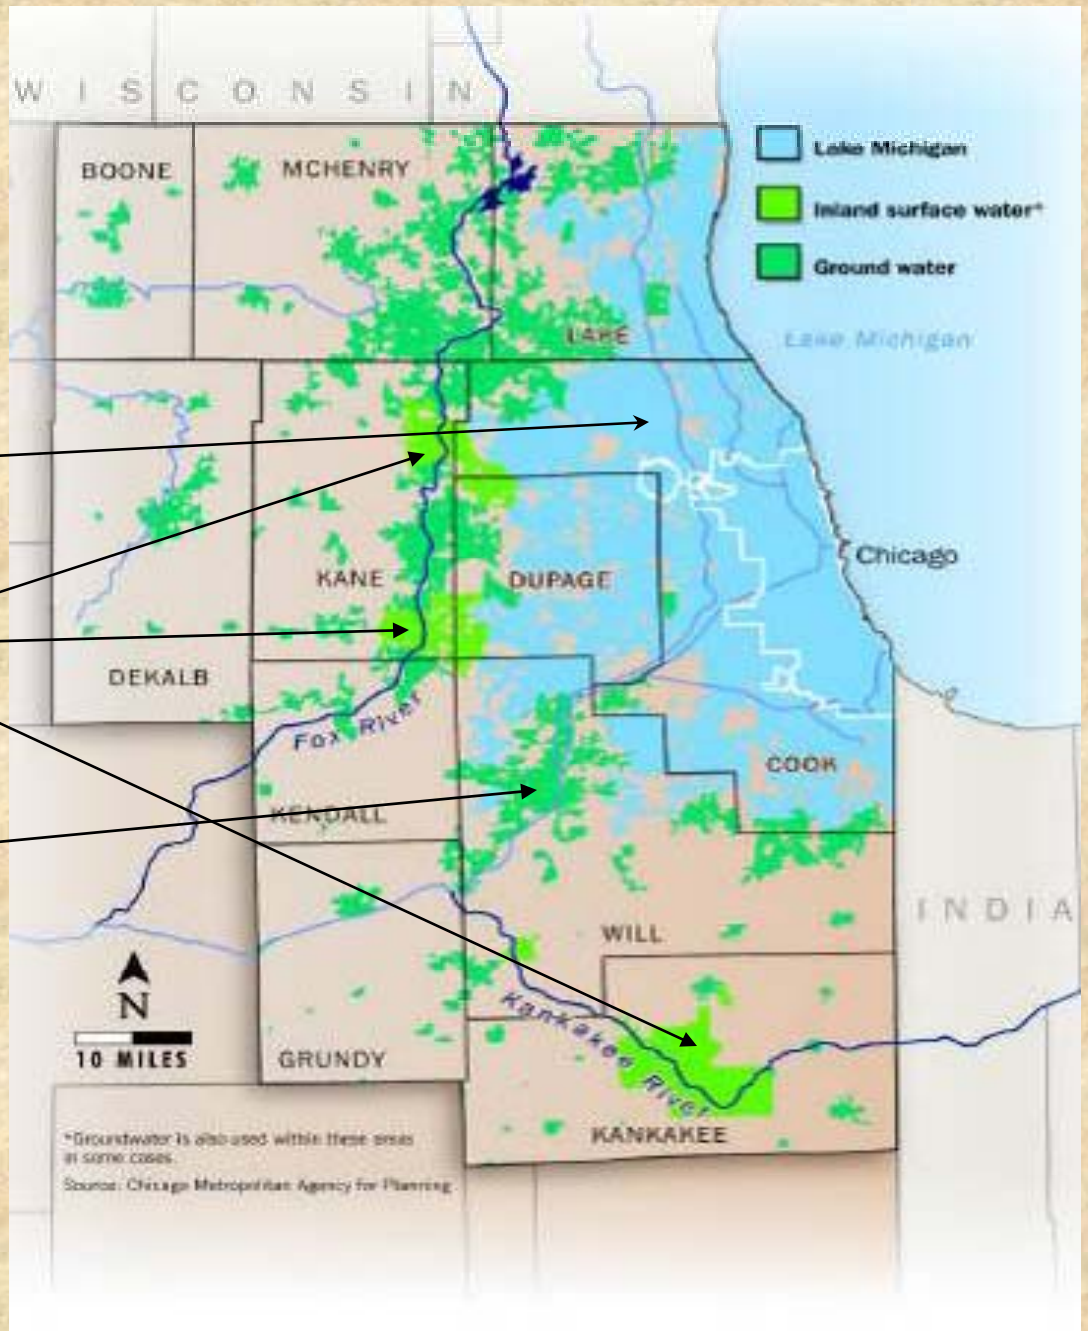 WISCONSIN
BOONE
MCHENRY
Lake Michigan
Inland surface water*
Ground water
LAKE
Lake Michigan
Chicago
KANE
DUPAGE
DEKALB
Fox River
COOK
KENDALL
INDIA
WILL
N
10 MILES
Kankakee River
GRUNDY
KANKAKEE
*Groundwater is also used within these areas
in some cases.
Source: Chicago Metropolitan Agency for Planning